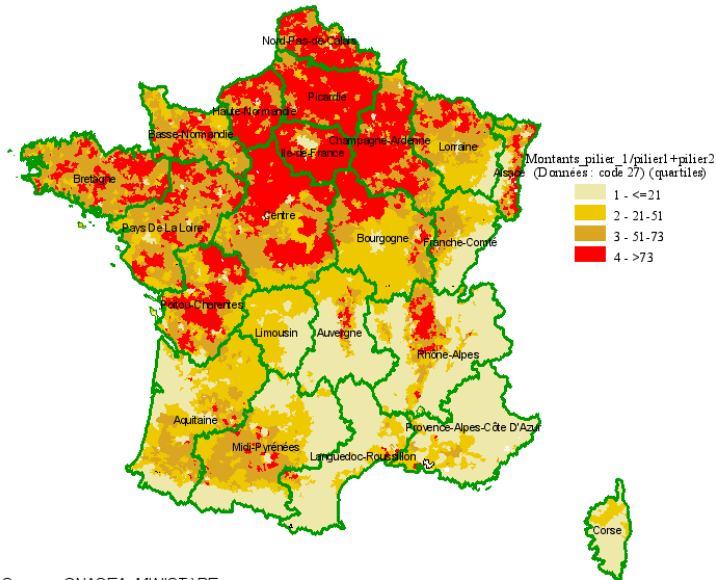 Nord-Pas-de-Calais
Picardie
Haute-Normandie
Basse-Normandie
Ile-de-France
Champagne-Ardenne
Lorraine
Alsace
Bretagne
Pays De La Loire
Centre
Bourgogne
Franche-Comté
Poitou-Charentes
Limousin
Auvergne
Rhône-Alpes
Aquitaine
Midi-Pyrénées
Languedoc-Roussillon
Provence-Alpes-Côte D'Azur
Corse
Montants_pilier_1/pilier1+pilier2
(Données : code 27) (quartiles)
1 - <=21
2 - 21-51
3 - 51-73
4 - >73